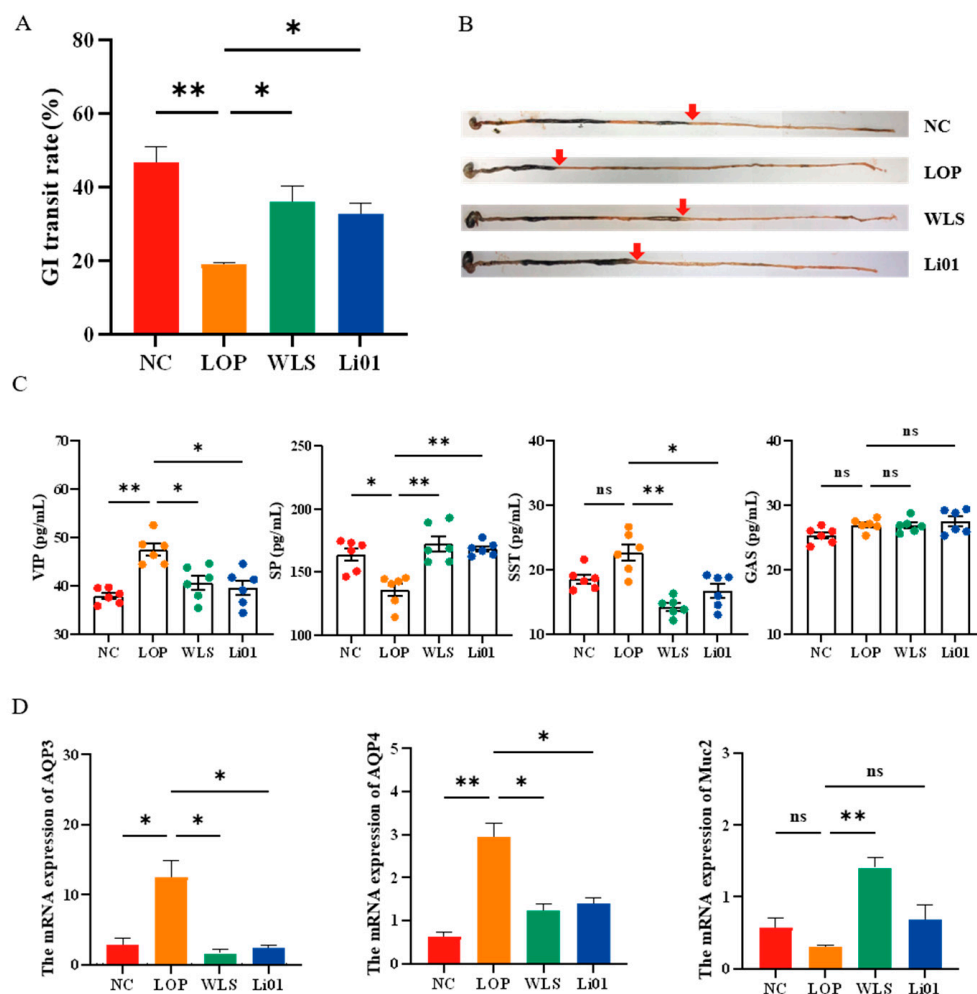 A
GI transit rate (%)
80
60
40
20
0
**
*
*
NC LOP WLS Li01
B
NC
LOP
WLS
Li01
C
VIP (pg/mL)
70
60
50
40
30
*
**
*
NC LOP WLS Li01
SP (pg/mL)
250
200
150
100
**
*
**
NC LOP WLS Li01
SST (pg/mL)
40
30
20
10
*
ns
**
NC LOP WLS Li01
GAS (pg/mL)
40
30
20
10
ns
ns
ns
NC LOP WLS Li01
D
The mRNA expression of AQP3
30
20
10
0
*
*
*
NC LOP WLS Li01
The mRNA expression of AQP4
5
4
3
2
1
0
*
**
*
NC LOP WLS Li01
The mRNA expression of Muc2
3
2
1
0
ns
ns
**
NC LOP WLS Li01